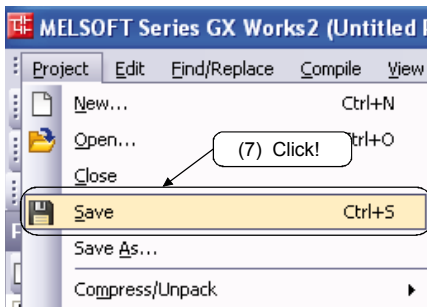 MELSOFT Series GX Works2 (Untitled
Project Edit Find/Replace Compile View
New... Ctrl+N
Open... Ctrl+O
(7) Click!
Close
Save Ctrl+S
Save As...
Compress/Unpack